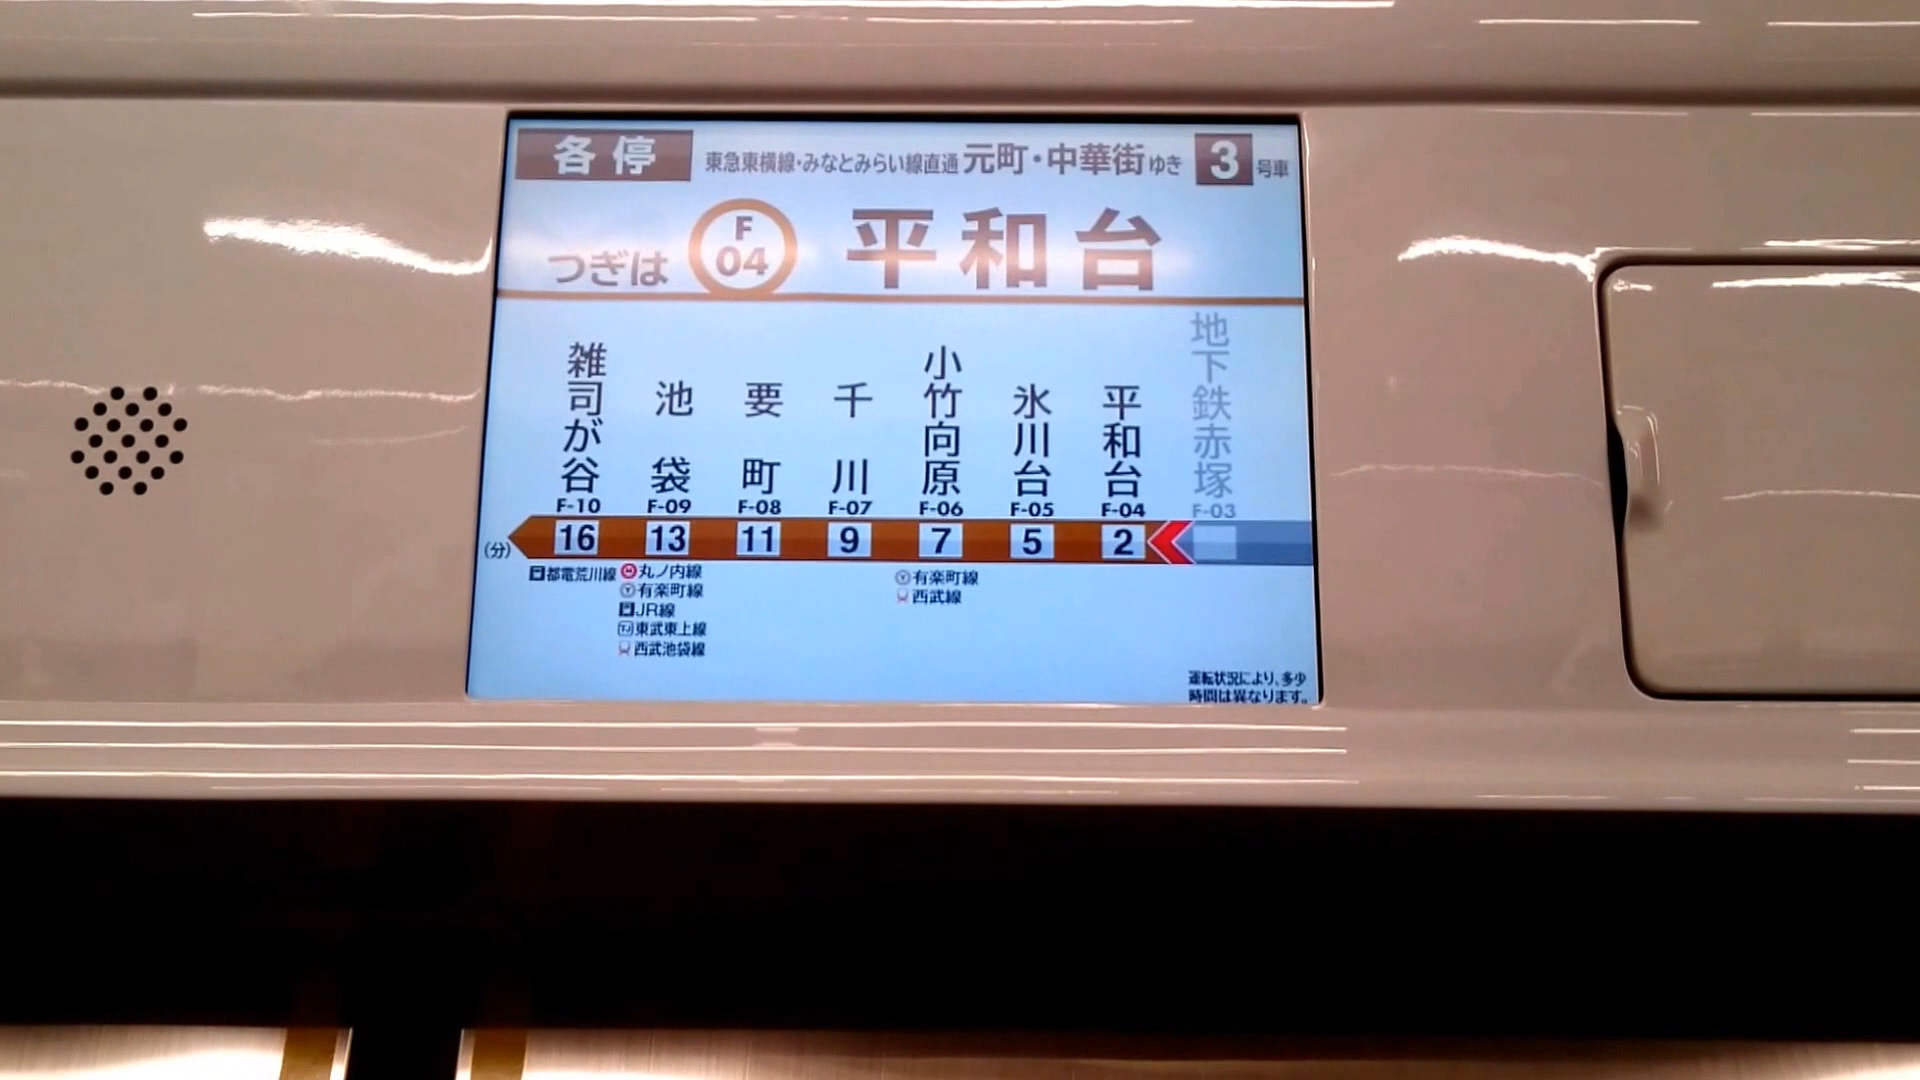 各停 東急東横線・みなとみらい線直通 元町・中華街 ゆき 3 号車
つぎは F 04 平和台
雑司が谷 池袋 要町 千川 小竹向原 氷川台 平和台 地下鉄赤塚
F-10 F-09 F-08 F-07 F-06 F-05 F-04 F-03
(分) 16 13 11 9 7 5 2
都電荒川線
丸ノ内線
有楽町線
JR線
東武東上線
西武池袋線
有楽町線
西武線
運転状況により、多少
時間は異なります。